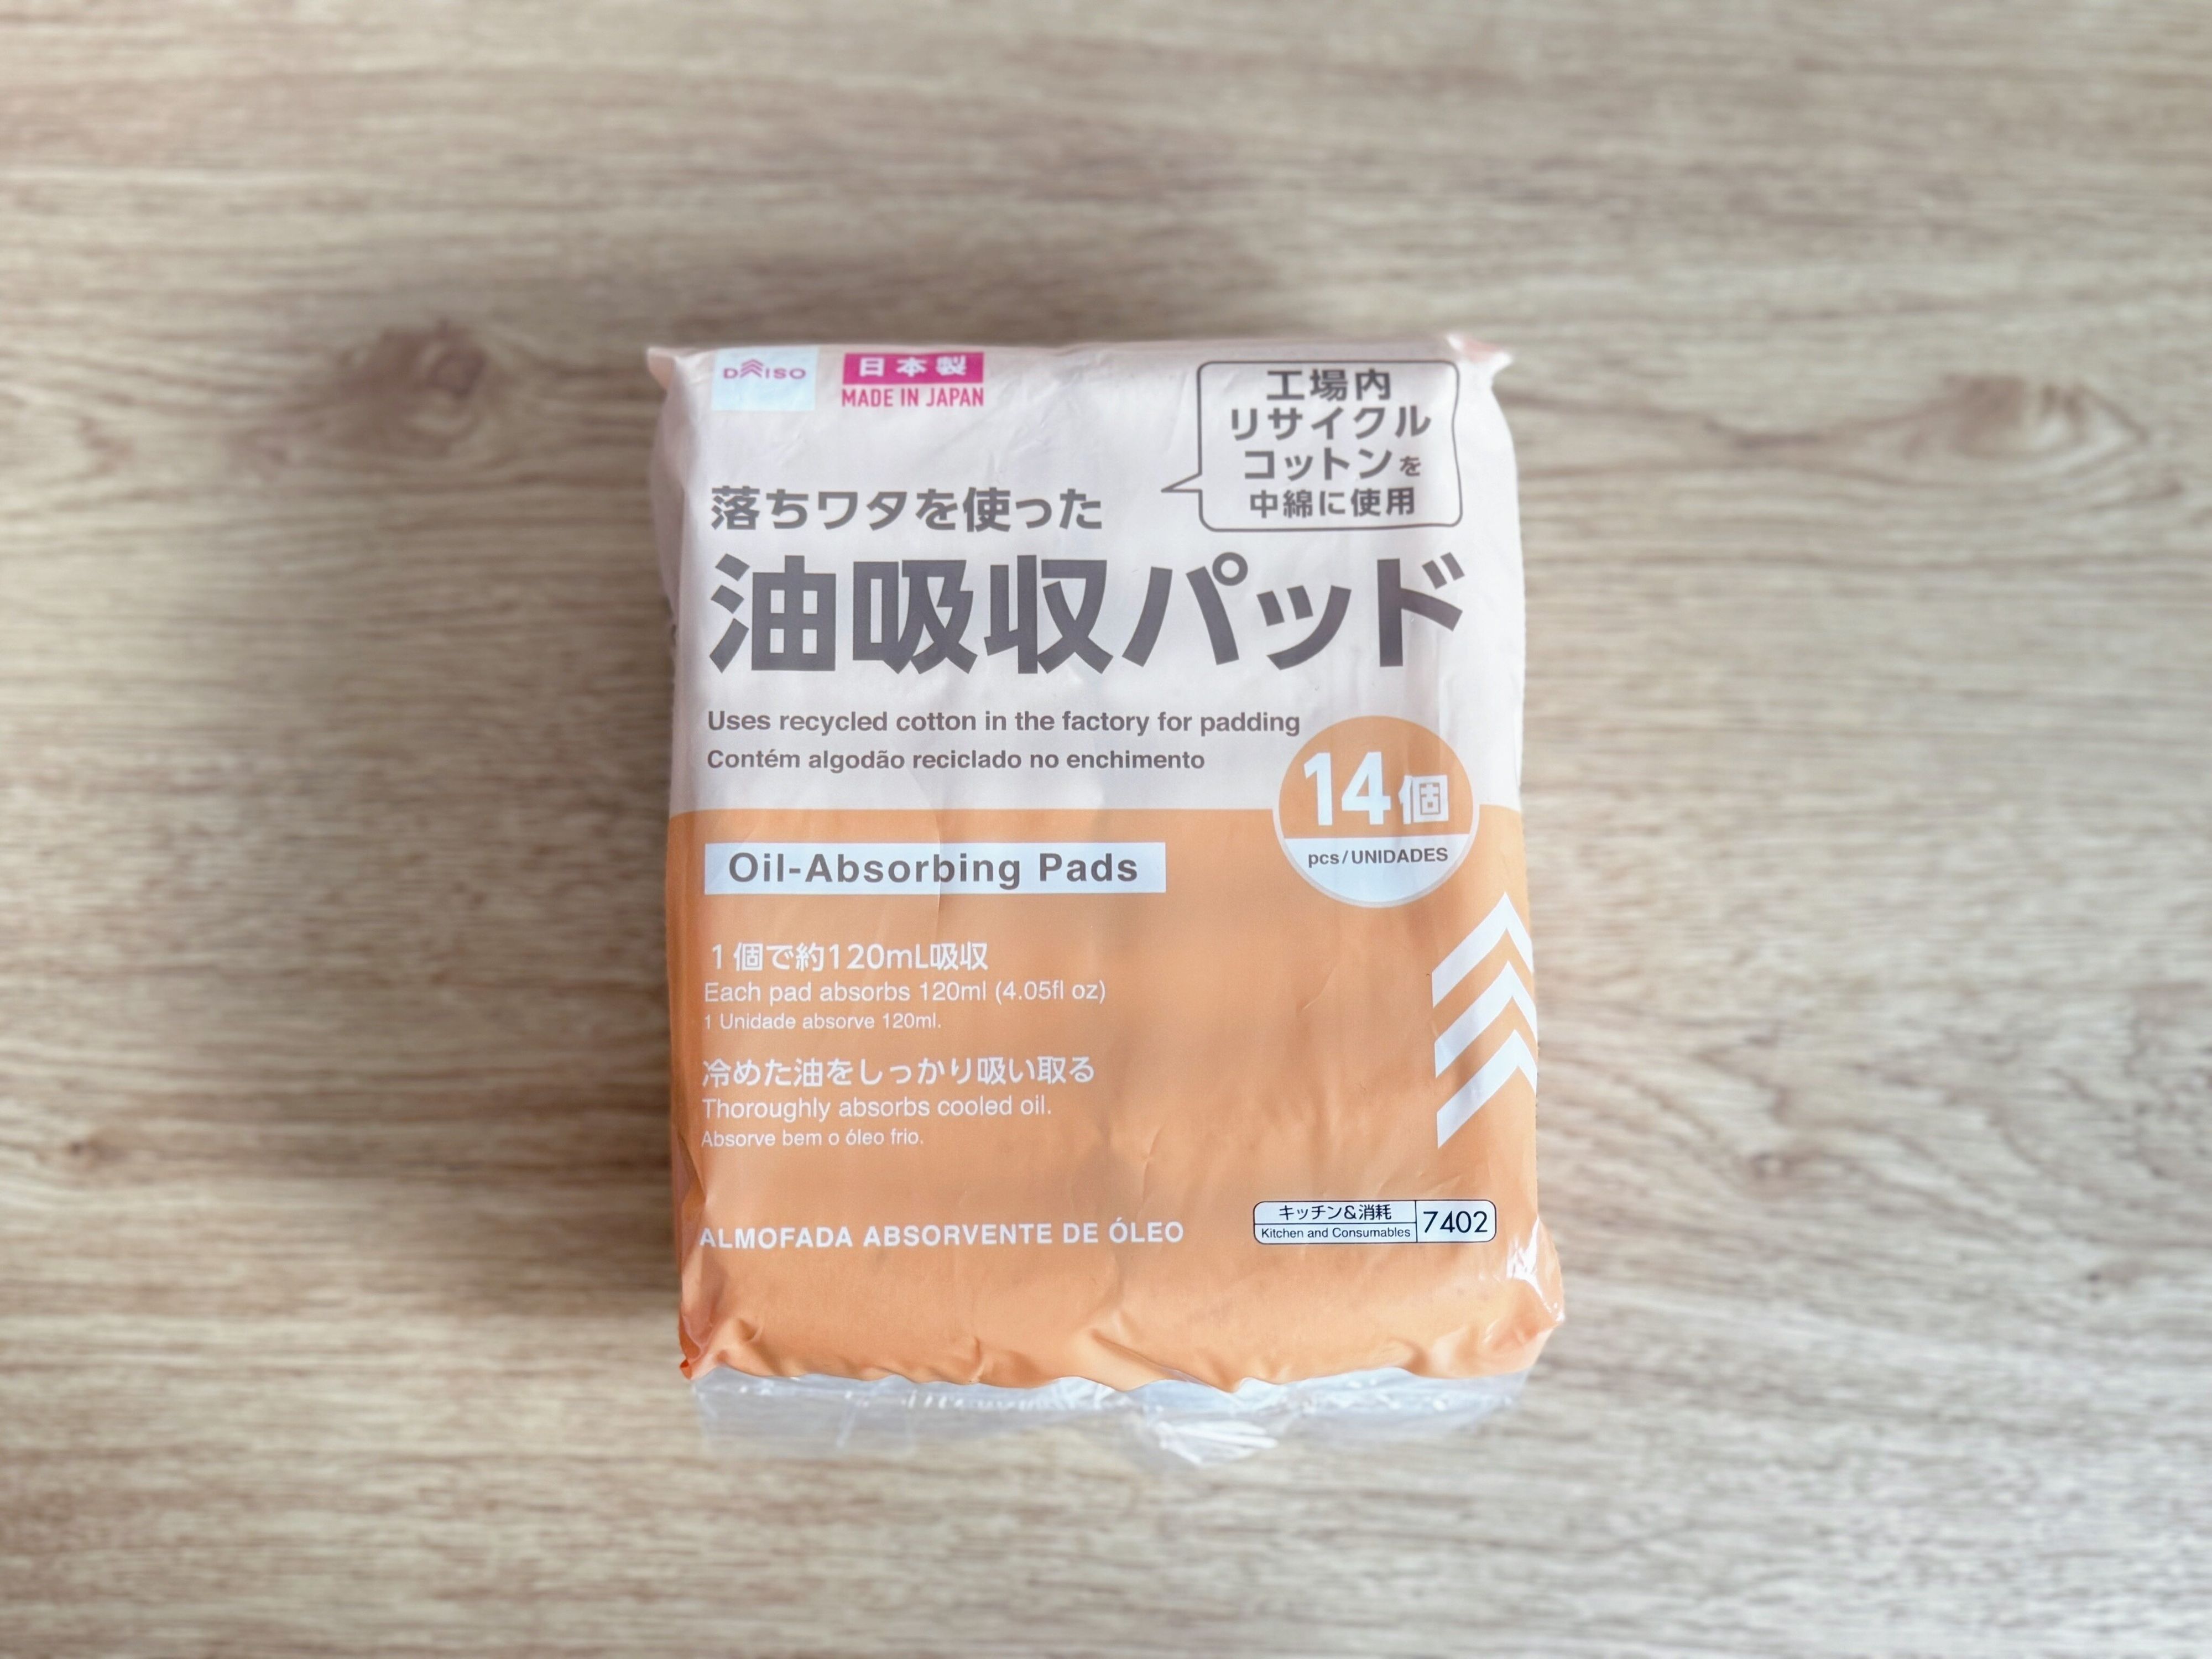 DAISO
日本製
MADE IN JAPAN
工場内
リサイクル
コットンを
中綿に使用
落ちワタを使った
油吸収パッド
Uses recycled cotton in the factory for padding
Contém algodão reciclado no enchimento
14個
pcs/UNIDADES
Oil-Absorbing Pads
1個で約120mL吸収
Each pad absorbs 120ml (4.05fl oz)
1 Unidade absorve 120ml.
冷めた油をしっかり吸い取る
Thoroughly absorbs cooled oil.
Absorve bem o óleo frio.
ALMOFADA ABSORVENTE DE ÓLEO
キッチン&消耗
Kitchen and Consumables
7402